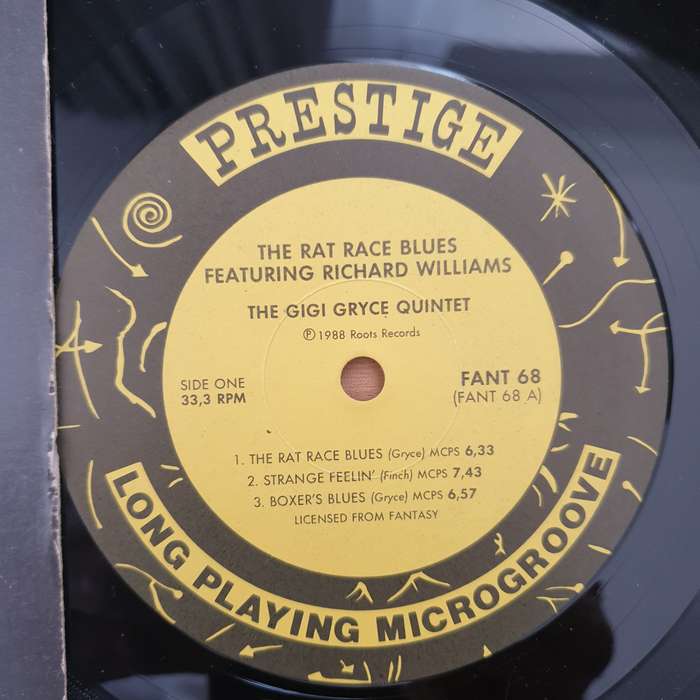 PRESTIGE
THE RAT RACE BLUES
FEATURING RICHARD WILLIAMS
THE GIGI GRYCE QUINTET
Ⓟ 1988 Roots Records
SIDE ONE
33,3 RPM
FANT 68
(FANT 68 A)
1. THE RAT RACE BLUES (Gryce) MCPS 6,33
2. STRANGE FEELIN' (Finch) MCPS 7,43
3. BOXER'S BLUES (Gryce) MCPS 6,57
LICENSED FROM FANTASY
LONG PLAYING MICROGROOVE